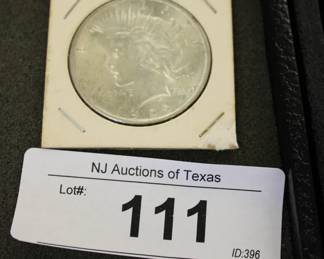 NJ Auctions of Texas
Lot#:
111
ID:396